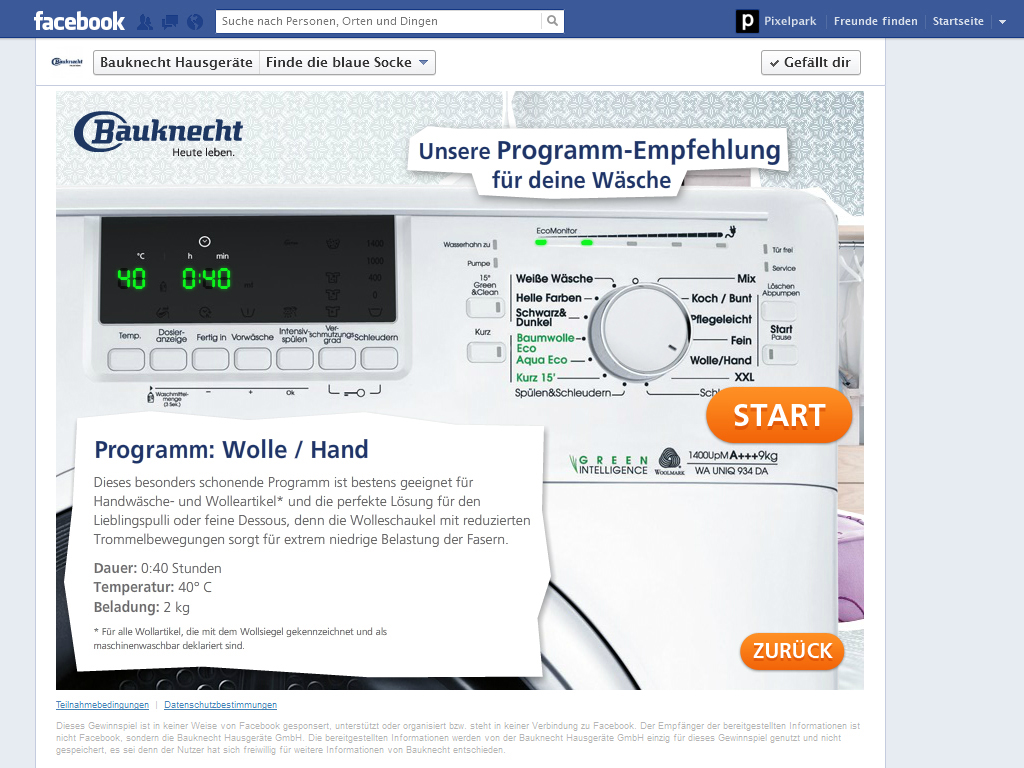 facebook
Suche nach Personen, Orten und Dingen
Pixelpark
Freunde finden
Startseite
Bauknecht
Bauknecht Hausgeräte
Finde die blaue Socke
Gefällt dir
Bauknecht
Heute leben.
Unsere Programm-Empfehlung
für deine Wäsche
°C h min
40 0:40
1400
1000
400
0
Temp.
Dosier-
anzeige
Fertig in
Vorwäsche
Intensiv-
spülen
Ver-
schmutzungs-
grad
Schleudern
Waschmittel-
menge
(3 Sek.)
- + Ok
EcoMonitor
Wasserhahn zu
Pumpe
15°
Green
&Clean
Kurz
Weiße Wäsche
Helle Farben
Schwarz&
Dunkel
Baumwolle
Eco
Aqua Eco
Kurz 15'
Spülen&Schleudern
Mix
Koch / Bunt
Pflegeleicht
Fein
Wolle/Hand
XXL
Tür frei
Service
Löschen
Abpumpen
Start
Pause
START
GREEN
INTELLIGENCE
WOOLMARK
1400UpM A+++9kg
WA UNIQ 934 DA
Programm: Wolle / Hand
Dieses besonders schonende Programm ist bestens geeignet für
Handwäsche- und Wolleartikel* und die perfekte Lösung für den
Lieblingspulli oder feine Dessous, denn die Wolleschaukel mit reduzierten
Trommelbewegungen sorgt für extrem niedrige Belastung der Fasern.
Dauer: 0:40 Stunden
Temperatur: 40° C
Beladung: 2 kg
* Für alle Wollartikel, die mit dem Wollsiegel gekennzeichnet und als
maschinenwaschbar deklariert sind.
ZURÜCK
Teilnahmebedingungen | Datenschutzbestimmungen
Dieses Gewinnspiel ist in keiner Weise von Facebook gesponsert, unterstützt oder organisiert bzw. steht in keiner Verbindung zu Facebook. Der Empfänger der bereitgestellten Informationen ist
nicht Facebook, sondern die Bauknecht Hausgeräte GmbH. Die bereitgestellten Informationen werden von der Bauknecht Hausgeräte GmbH einzig für dieses Gewinnspiel genutzt und nicht
gespeichert, es sei denn der Nutzer hat sich freiwillig für weitere Informationen von Bauknecht entschieden.